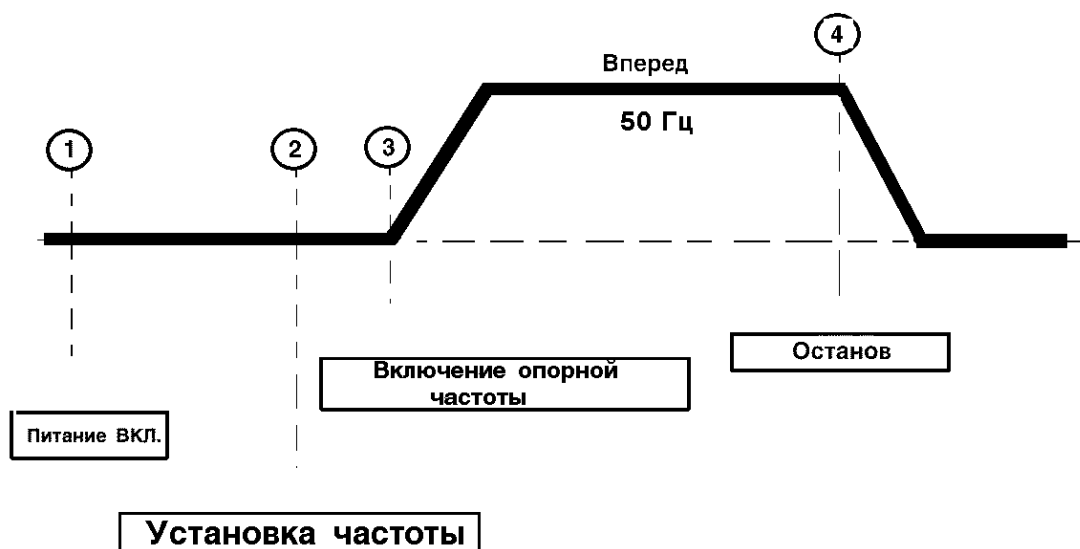 4
Вперед
50 Гц
1
2
3
Останов
Включение опорной
частоты
Питание ВКЛ.
Установка частоты